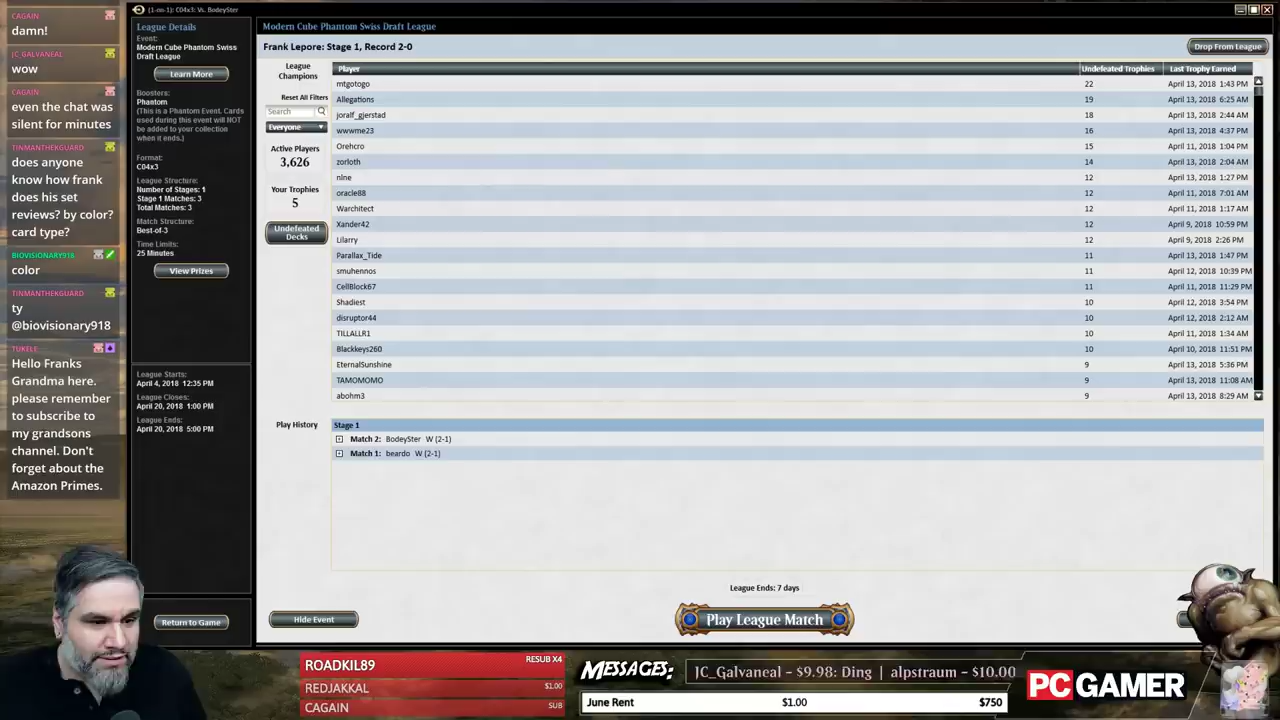 CAGAIN
damn!
JC_GALVANEAL
wow
CAGAIN
even the chat was
silent for minutes
TINMANTHEKGUARD
does anyone
know how frank
does his set
reviews? by color?
card type?
BIOVISIONARY918
color
TINMANTHEKGUARD
ty
@biovisionary918
TUKELE
Hello Franks
Grandma here.
please remember
to subscribe to
my grandsons
channel. Don't
forget about the
Amazon Primes.
(1-on-1): C04x3: Vs. BodeySter
League Details
Event:
Modern Cube Phantom Swiss
Draft League
Learn More
Boosters:
Phantom
(This is a Phantom Event. Cards
used during this event will NOT
be added to your collection
when it ends.)
Format:
C04x3
League Structure:
Number of Stages: 1
Stage 1 Matches: 3
Total Matches: 3
Match Structure:
Best-of-3
Time Limits:
25 Minutes
View Prizes
League Starts:
April 4, 2018 12:35 PM
League Closes:
April 20, 2018 1:00 PM
League Ends:
April 20, 2018 5:00 PM
Return to Game
Modern Cube Phantom Swiss Draft League
Frank Lepore: Stage 1, Record 2-0
Drop From League
League
Champions
Reset All Filters
Search
Everyone
Active Players
3,626
Your Trophies
5
Undefeated
Decks
Player Undefeated Trophies Last Trophy Earned
mtgotogo 22 April 13, 2018 1:43 PM
Allegations 19 April 13, 2018 6:25 AM
joralf_gjerstad 18 April 13, 2018 2:44 AM
wwwme23 16 April 13, 2018 4:37 PM
Orehcro 15 April 11, 2018 1:04 PM
zorloth 14 April 13, 2018 2:04 AM
nlne 12 April 13, 2018 1:27 PM
oracle88 12 April 11, 2018 7:01 AM
Warchitect 12 April 11, 2018 1:17 AM
Xander42 12 April 9, 2018 10:59 PM
Lilarry 12 April 9, 2018 2:26 PM
Parallax_Tide 11 April 13, 2018 1:47 PM
smuhennos 11 April 12, 2018 10:39 PM
CellBlock67 11 April 11, 2018 11:29 PM
Shadiest 10 April 12, 2018 3:54 PM
disruptor44 10 April 12, 2018 2:12 AM
TILLALLR1 10 April 11, 2018 1:34 AM
Blackkeys260 10 April 10, 2018 11:51 PM
EternalSunshine 9 April 13, 2018 5:36 PM
TAMOMOMO 9 April 13, 2018 11:08 AM
abohm3 9 April 13, 2018 8:29 AM
Play History
Stage 1
Match 2: BodeySter W (2-1)
Match 1: beardo W (2-1)
League Ends: 7 days
Hide Event
Play League Match
ROADKIL89 RESUB X4
REDJAKKAL $1.00
CAGAIN SUB
MESSAGES:
JC_Galvaneal - $9.98: Ding | alpstraum - $10.00
June Rent $1.00 $750
PC GAMER